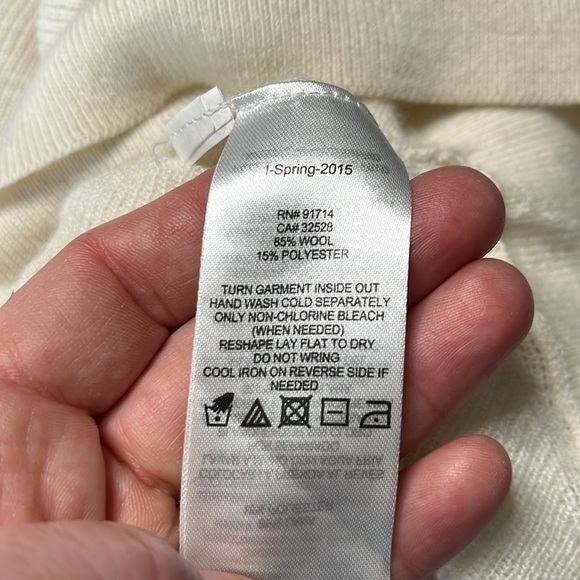 I-Spring-2015
RN# 91714
CA# 32528
85% WOOL
15% POLYESTER
TURN GARMENT INSIDE OUT
HAND WASH COLD SEPARATELY
ONLY NON-CHLORINE BLEACH
(WHEN NEEDED)
RESHAPE LAY FLAT TO DRY
DO NOT WRING
COOL IRON ON REVERSE SIDE IF
NEEDED